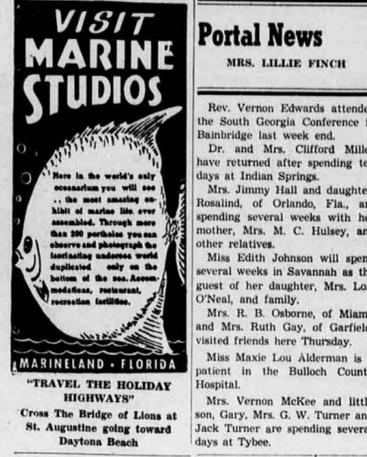 VISIT
MARINE
STUDIOS
Here in the world's only
oceanarium you will see
. . the most amazing ex-
hibit of marine life ever
assembled. Through more
than 200 portholes you can
observe and photograph the
fascinating undersea world
duplicated only on the
bottom of the sea. Accom-
modations, restaurant,
recreation facilities.
MARINELAND • FLORIDA
"TRAVEL THE HOLIDAY
HIGHWAYS"
Cross The Bridge of Lions at
St. Augustine going toward
Daytona Beach
Portal News
MRS. LILLIE FINCH
Rev. Vernon Edwards attende
the South Georgia Conference i
Bainbridge last week end.
Dr. and Mrs. Clifford Mille
have returned after spending te
days at Indian Springs.
Mrs. Jimmy Hall and daughte
Rosalind, of Orlando, Fla., a
spending several weeks with he
mother, Mrs. M. C. Hulsey, an
other relatives.
Miss Edith Johnson will spen
several weeks in Savannah as th
guest of her daughter, Mrs. Lo
O'Neal, and family.
Mrs. R. B. Osborne, of Miam
and Mrs. Ruth Gay, of Garfiel
visited friends here Thursday.
Miss Maxie Lou Alderman is
patient in the Bulloch Count
Hospital.
Mrs. Vernon McKee and littl
son, Gary, Mrs. G. W. Turner an
Jack Turner are spending severa
days at Tybee.